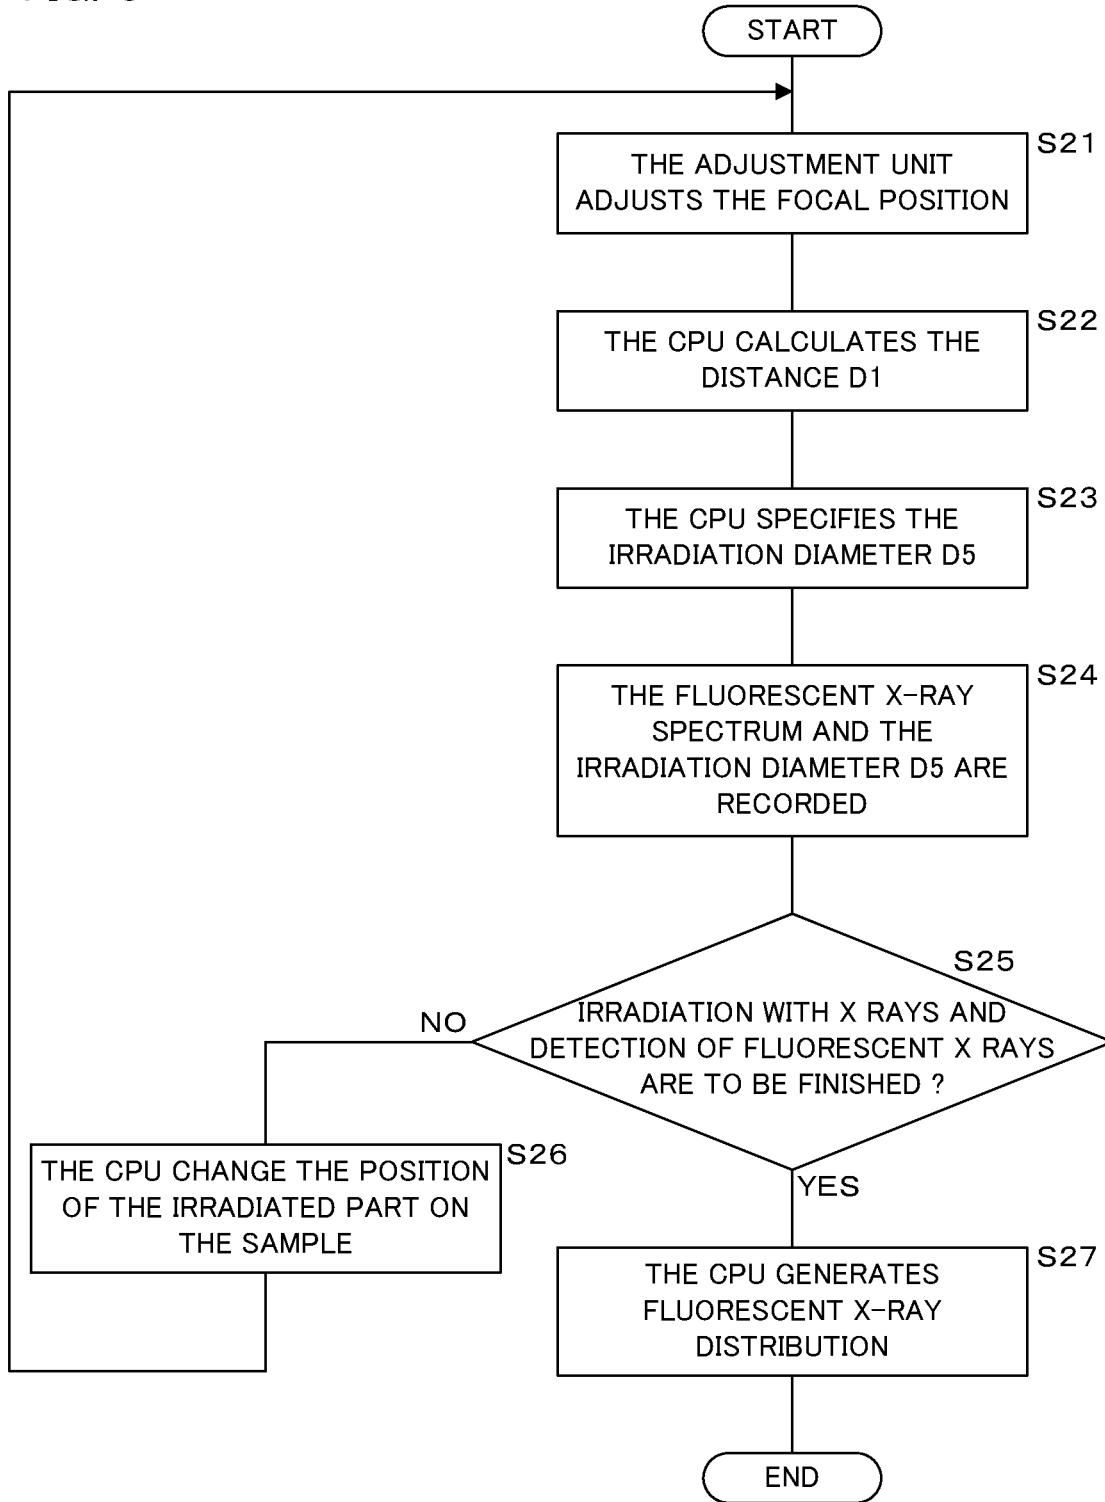 START
S21
THE ADJUSTMENT UNIT
ADJUSTS THE FOCAL POSITION
S22
THE CPU CALCULATES THE
DISTANCE D1
S23
THE CPU SPECIFIES THE
IRRADIATION DIAMETER D5
S24
THE FLUORESCENT X-RAY
SPECTRUM AND THE
IRRADIATION DIAMETER D5 ARE
RECORDED
S25
IRRADIATION WITH X RAYS AND
DETECTION OF FLUORESCENT X RAYS
ARE TO BE FINISHED ?
NO
S26
THE CPU CHANGE THE POSITION
OF THE IRRADIATED PART ON
THE SAMPLE
YES
S27
THE CPU GENERATES
FLUORESCENT X-RAY
DISTRIBUTION
END